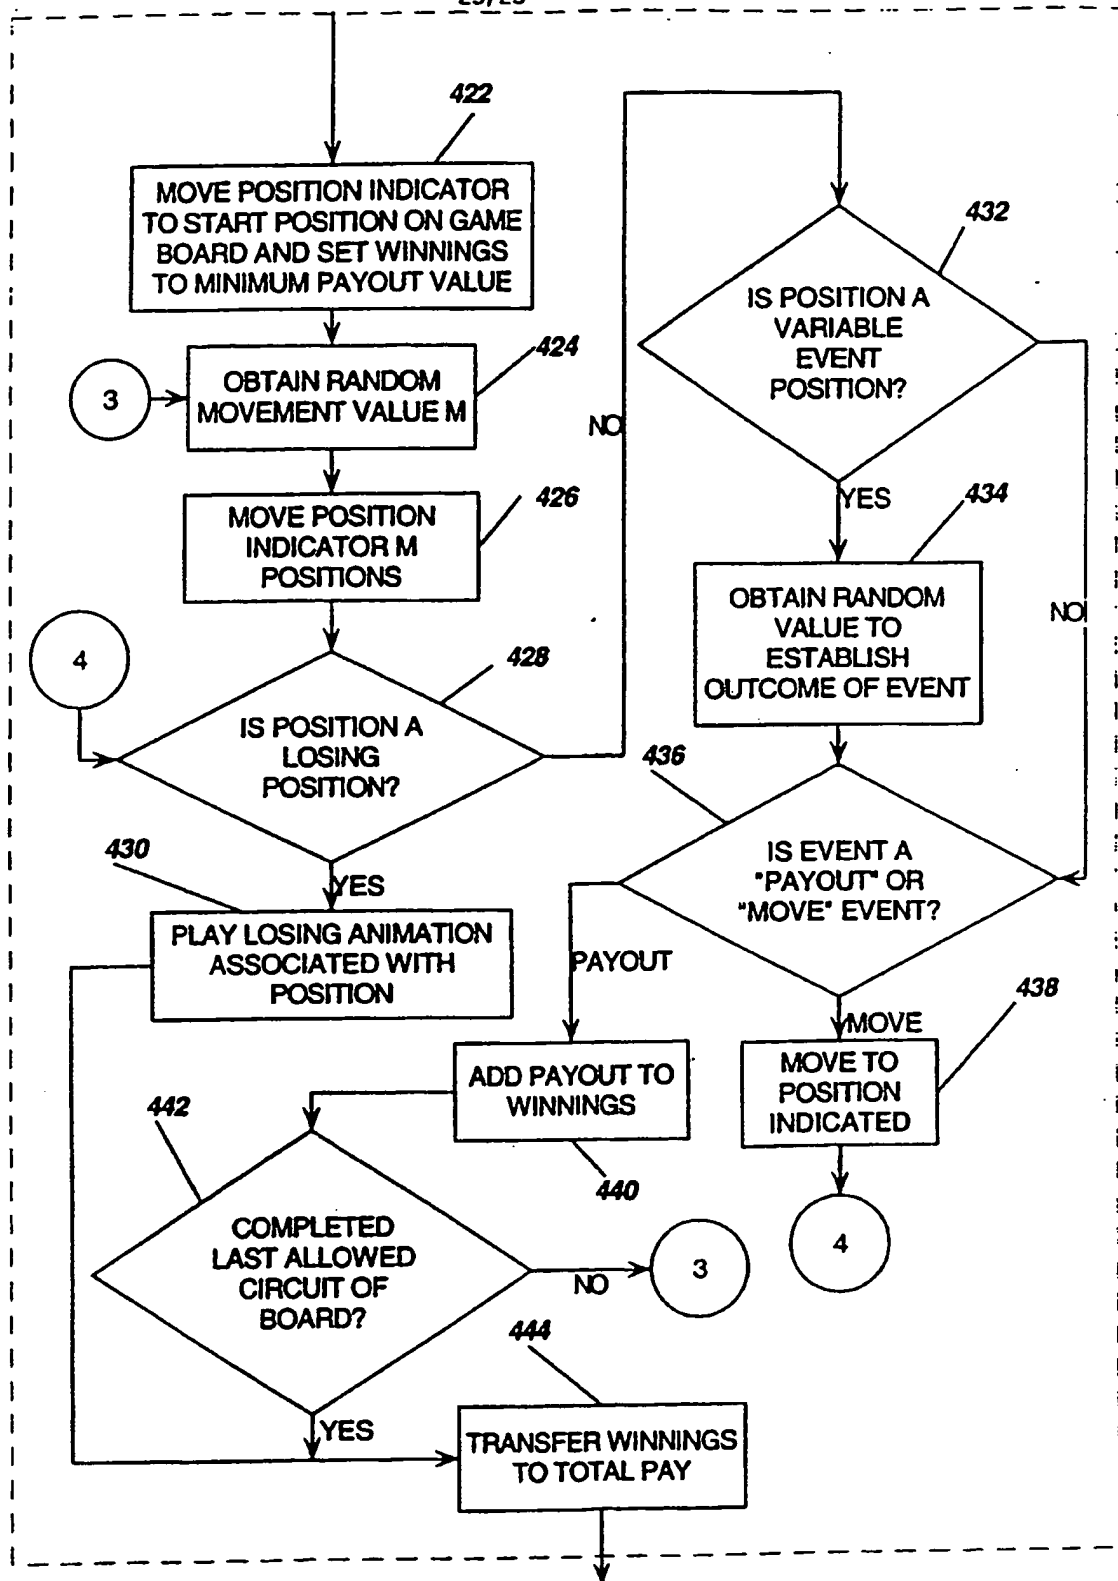 422
MOVE POSITION INDICATOR
TO START POSITION ON GAME
BOARD AND SET WINNINGS
TO MINIMUM PAYOUT VALUE
424
3
OBTAIN RANDOM
MOVEMENT VALUE M
426
MOVE POSITION
INDICATOR M
POSITIONS
4
428
IS POSITION A
LOSING
POSITION?
NO
430
YES
PLAY LOSING ANIMATION
ASSOCIATED WITH
POSITION
432
IS POSITION A
VARIABLE
EVENT
POSITION?
YES
NO
434
OBTAIN RANDOM
VALUE TO
ESTABLISH
OUTCOME OF EVENT
436
IS EVENT A
"PAYOUT" OR
"MOVE" EVENT?
PAYOUT
MOVE
438
MOVE TO
POSITION
INDICATED
4
ADD PAYOUT TO
WINNINGS
440
442
COMPLETED
LAST ALLOWED
CIRCUIT OF
BOARD?
NO
3
YES
444
TRANSFER WINNINGS
TO TOTAL PAY